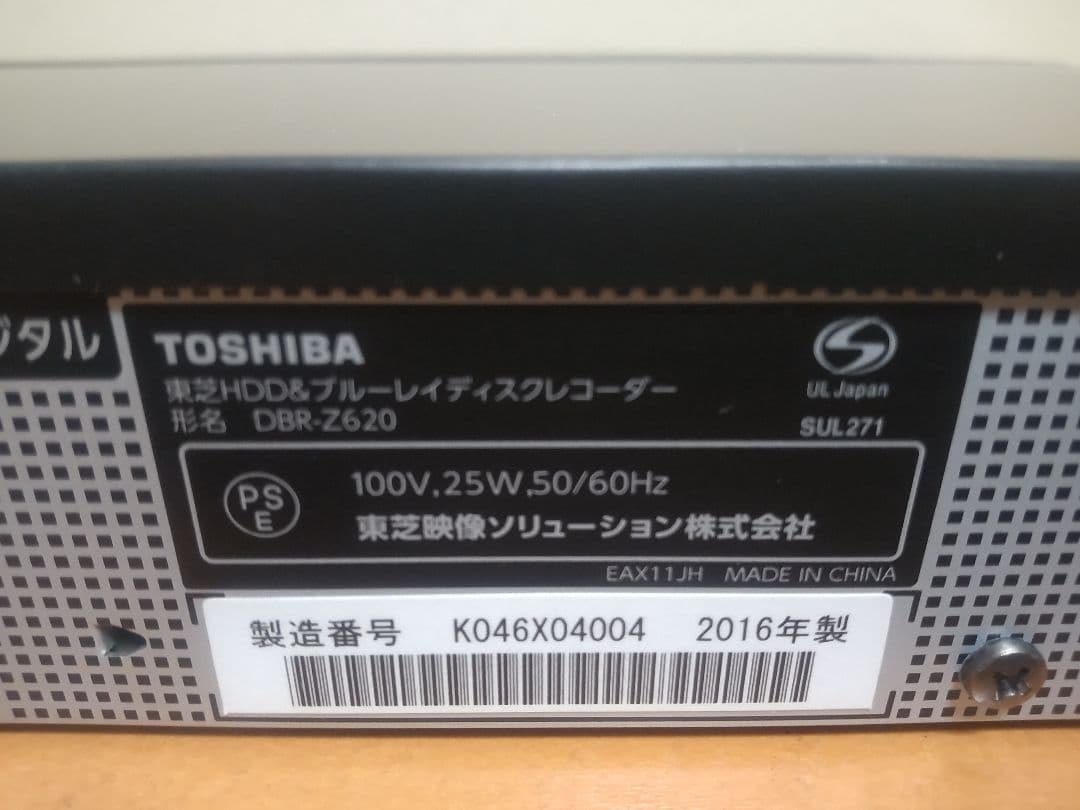 ジタル
TOSHIBA
東芝HDD&ブルーレイディスクレコーダー
形名 DBR-Z620
UL Japan
SUL271
PS
E
100V,25W,50/60Hz
東芝映像ソリューション株式会社
EAX11JH MADE IN CHINA
製造番号 K046X04004 2016年製